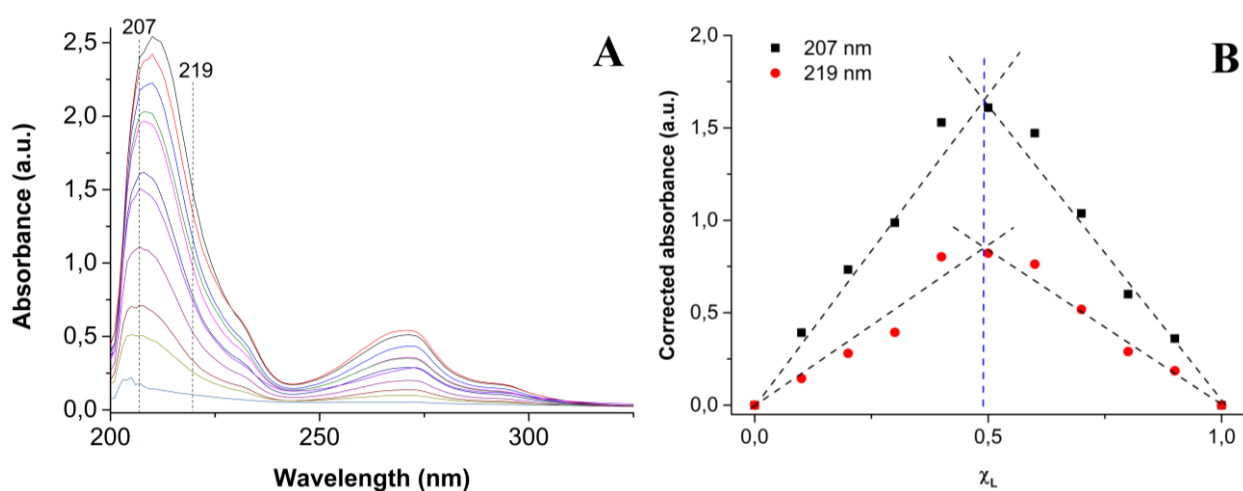 A
207
219
2,5
2,0
1,5
1,0
0,5
0,0
Absorbance (a.u.)
200
250
300
Wavelength (nm)
B
207 nm
219 nm
2,0
1,5
1,0
0,5
0,0
Corrected absorbance (a.u.)
0,0
0,5
1,0
χL